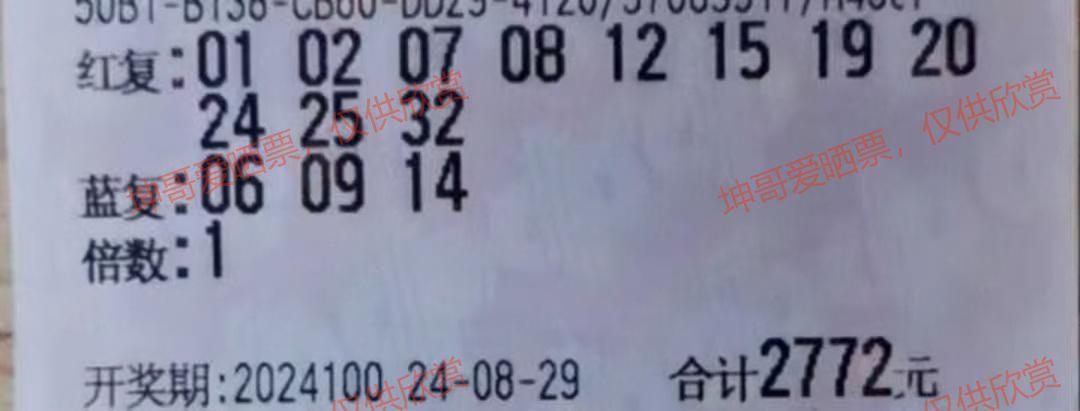 红复:01 02 07 08 12 15 19 20
24 25 32
蓝复:06 09 14
倍数:1
开奖期:2024100 24-08-29 合计2772元
坤哥爱晒票，仅供欣赏
坤哥爱晒票，仅供欣赏
仅供欣赏
仅供欣赏